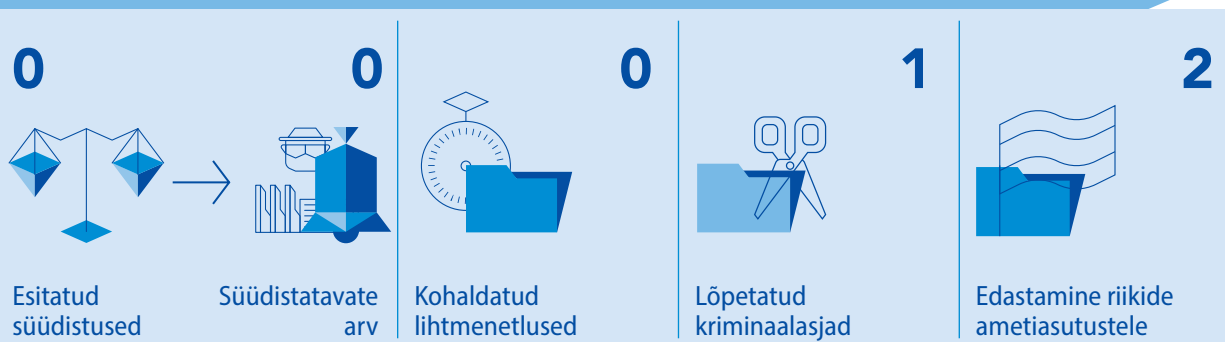 0
0
0
1
2
Esitatud
süüdistused
Süüdistatavate
arv
Kohaldatud
lihtmenetlused
Lõpetatud
kriminaalasjad
Edastamine riikide
ametiasutustele